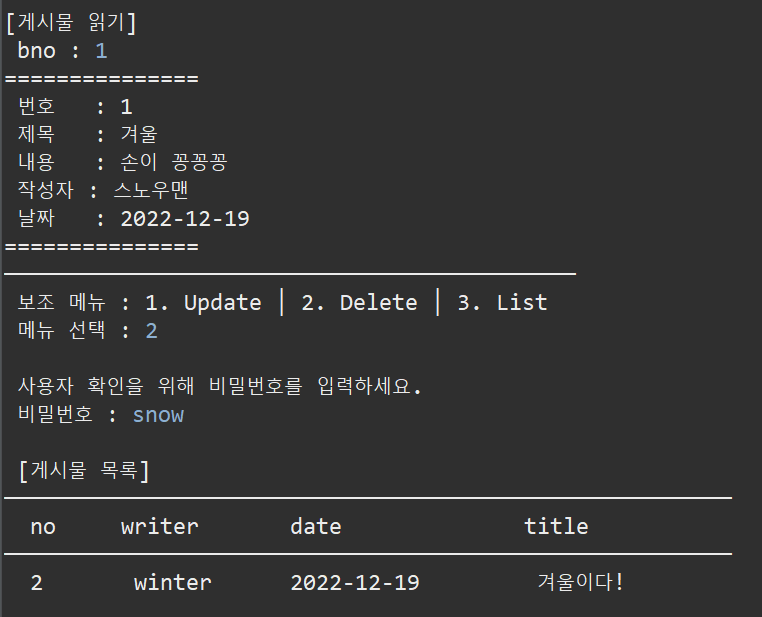 [게시물 읽기]
bno : 1
===============
번호 : 1
제목 : 겨울
내용 : 손이 꽁꽁꽁
작성자 : 스노우맨
날짜 : 2022-12-19
===============
보조 메뉴 : 1. Update | 2. Delete | 3. List
메뉴 선택 : 2
사용자 확인을 위해 비밀번호를 입력하세요.
비밀번호 : snow
[게시물 목록]
no writer date title
2 winter 2022-12-19 겨울이다!